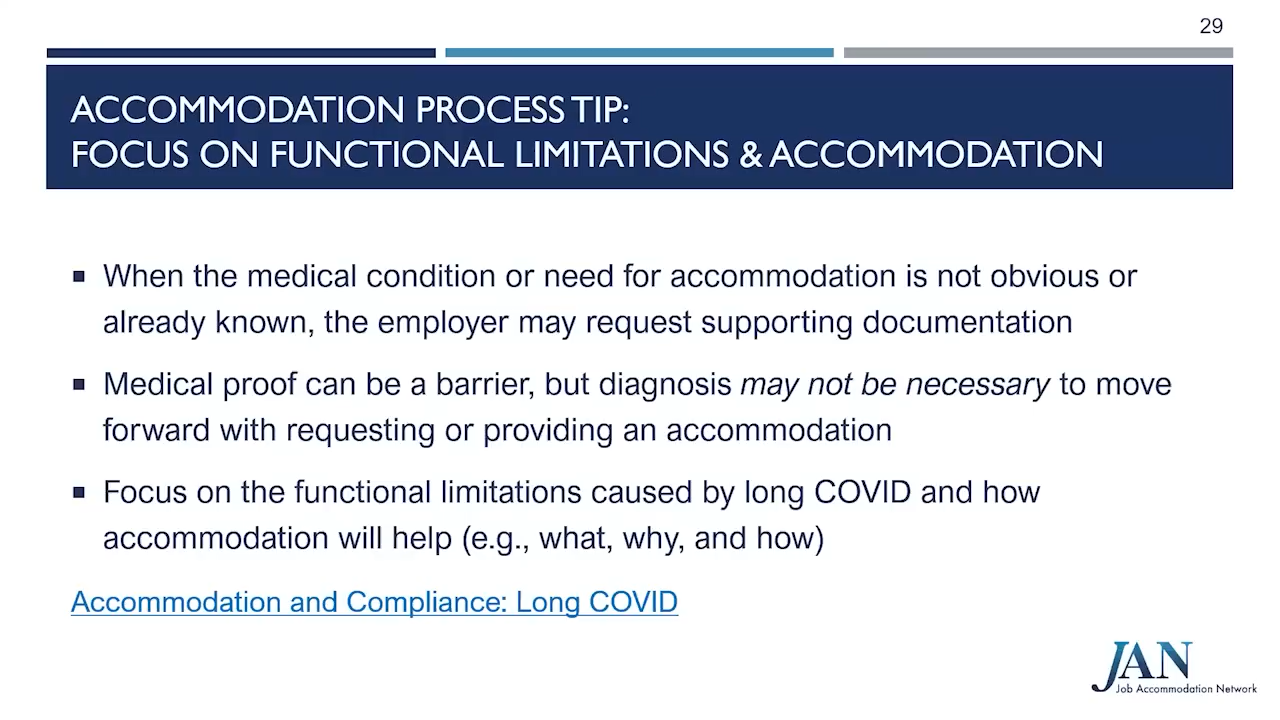 29
ACCOMMODATION PROCESS TIP:
FOCUS ON FUNCTIONAL LIMITATIONS & ACCOMMODATION
▪ When the medical condition or need for accommodation is not obvious or
already known, the employer may request supporting documentation
▪ Medical proof can be a barrier, but diagnosis may not be necessary to move
forward with requesting or providing an accommodation
▪ Focus on the functional limitations caused by long COVID and how
accommodation will help (e.g., what, why, and how)
Accommodation and Compliance: Long COVID
JAN
Job Accommodation Network